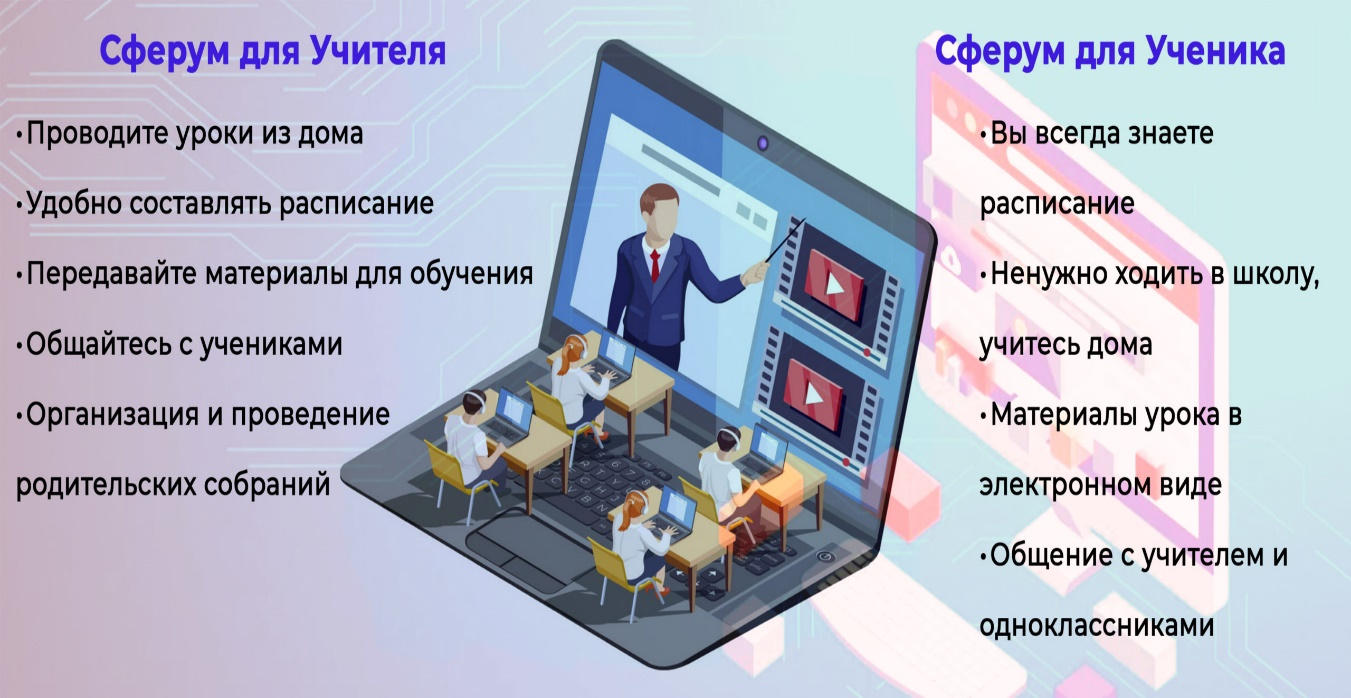 Сферум для Учителя
•Проводите уроки из дома
•Удобно составлять расписание
•Передавайте материалы для обучения
•Общайтесь с учениками
•Организация и проведение
родительских собраний
Сферум для Ученика
•Вы всегда знаете
расписание
•Ненужно ходить в школу,
учитесь дома
•Материалы урока в
электронном виде
•Общение с учителем и
одноклассниками